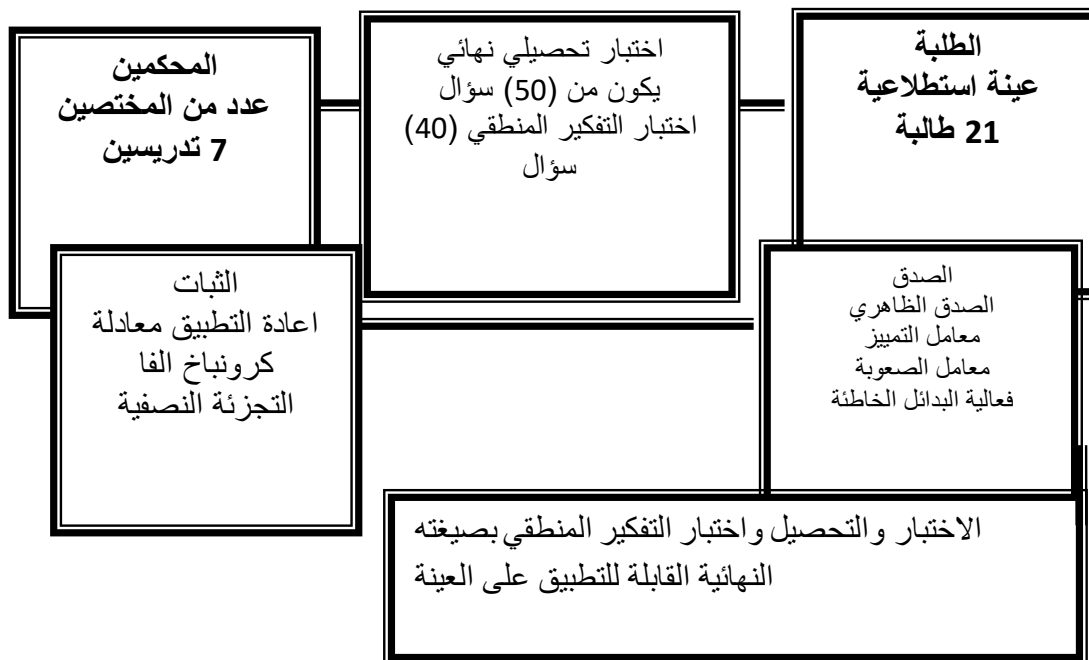 الطلبة
عينة استطلاعية
21 طالبة
اختبار تحصيلي نهائي
يكون من (50) سؤال
اختبار التفكير المنطقي (40)
سؤال
المحكمين
عدد من المختصين
7 تدريسين
الصدق
الصدق الظاهري
معامل التمييز
معامل الصعوبة
فعالية البدائل الخاطئة
الثبات
اعادة التطبيق معادلة
كرونباخ الفا
التجزئة النصفية
الاختبار والتحصيل واختبار التفكير المنطقي بصيغته
النهائية القابلة للتطبيق على العينة